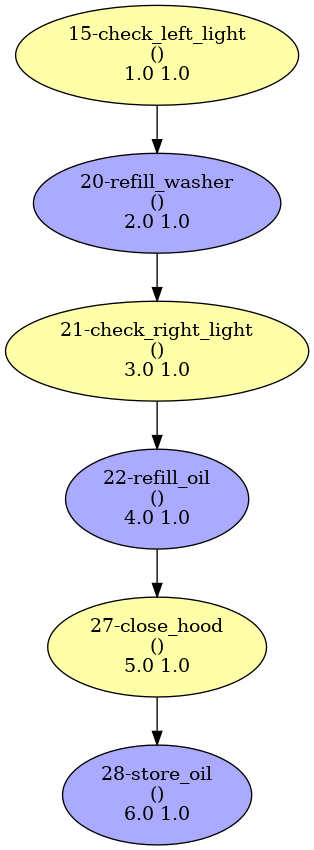 15-check_left_light
()
1.0 1.0
20-refill_washer
()
2.0 1.0
21-check_right_light
()
3.0 1.0
22-refill_oil
()
4.0 1.0
27-close_hood
()
5.0 1.0
28-store_oil
()
6.0 1.0